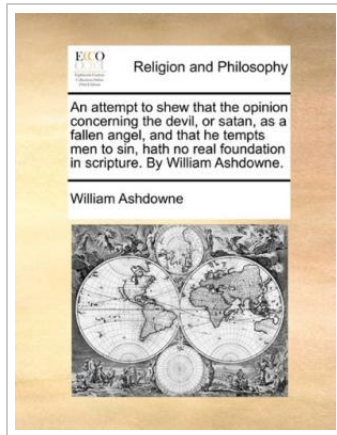 ECCO
Religion and Philosophy
An attempt to shew that the opinion
concerning the devil, or satan, as a
fallen angel, and that he tempts
men to sin, hath no real foundation
in scripture. By William Ashdowne.
William Ashdowne